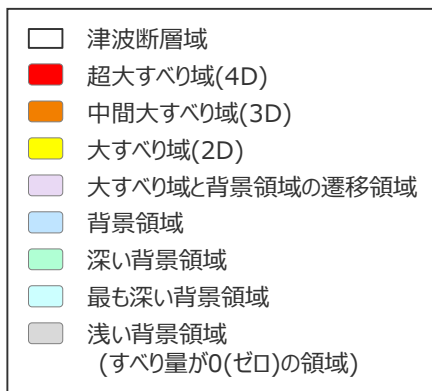 津波断層域
超大すべり域(4D)
中間大すべり域(3D)
大すべり域(2D)
大すべり域と背景領域の遷移領域
背景領域
深い背景領域
最も深い背景領域
浅い背景領域
(すべり量が0(ゼロ)の領域)